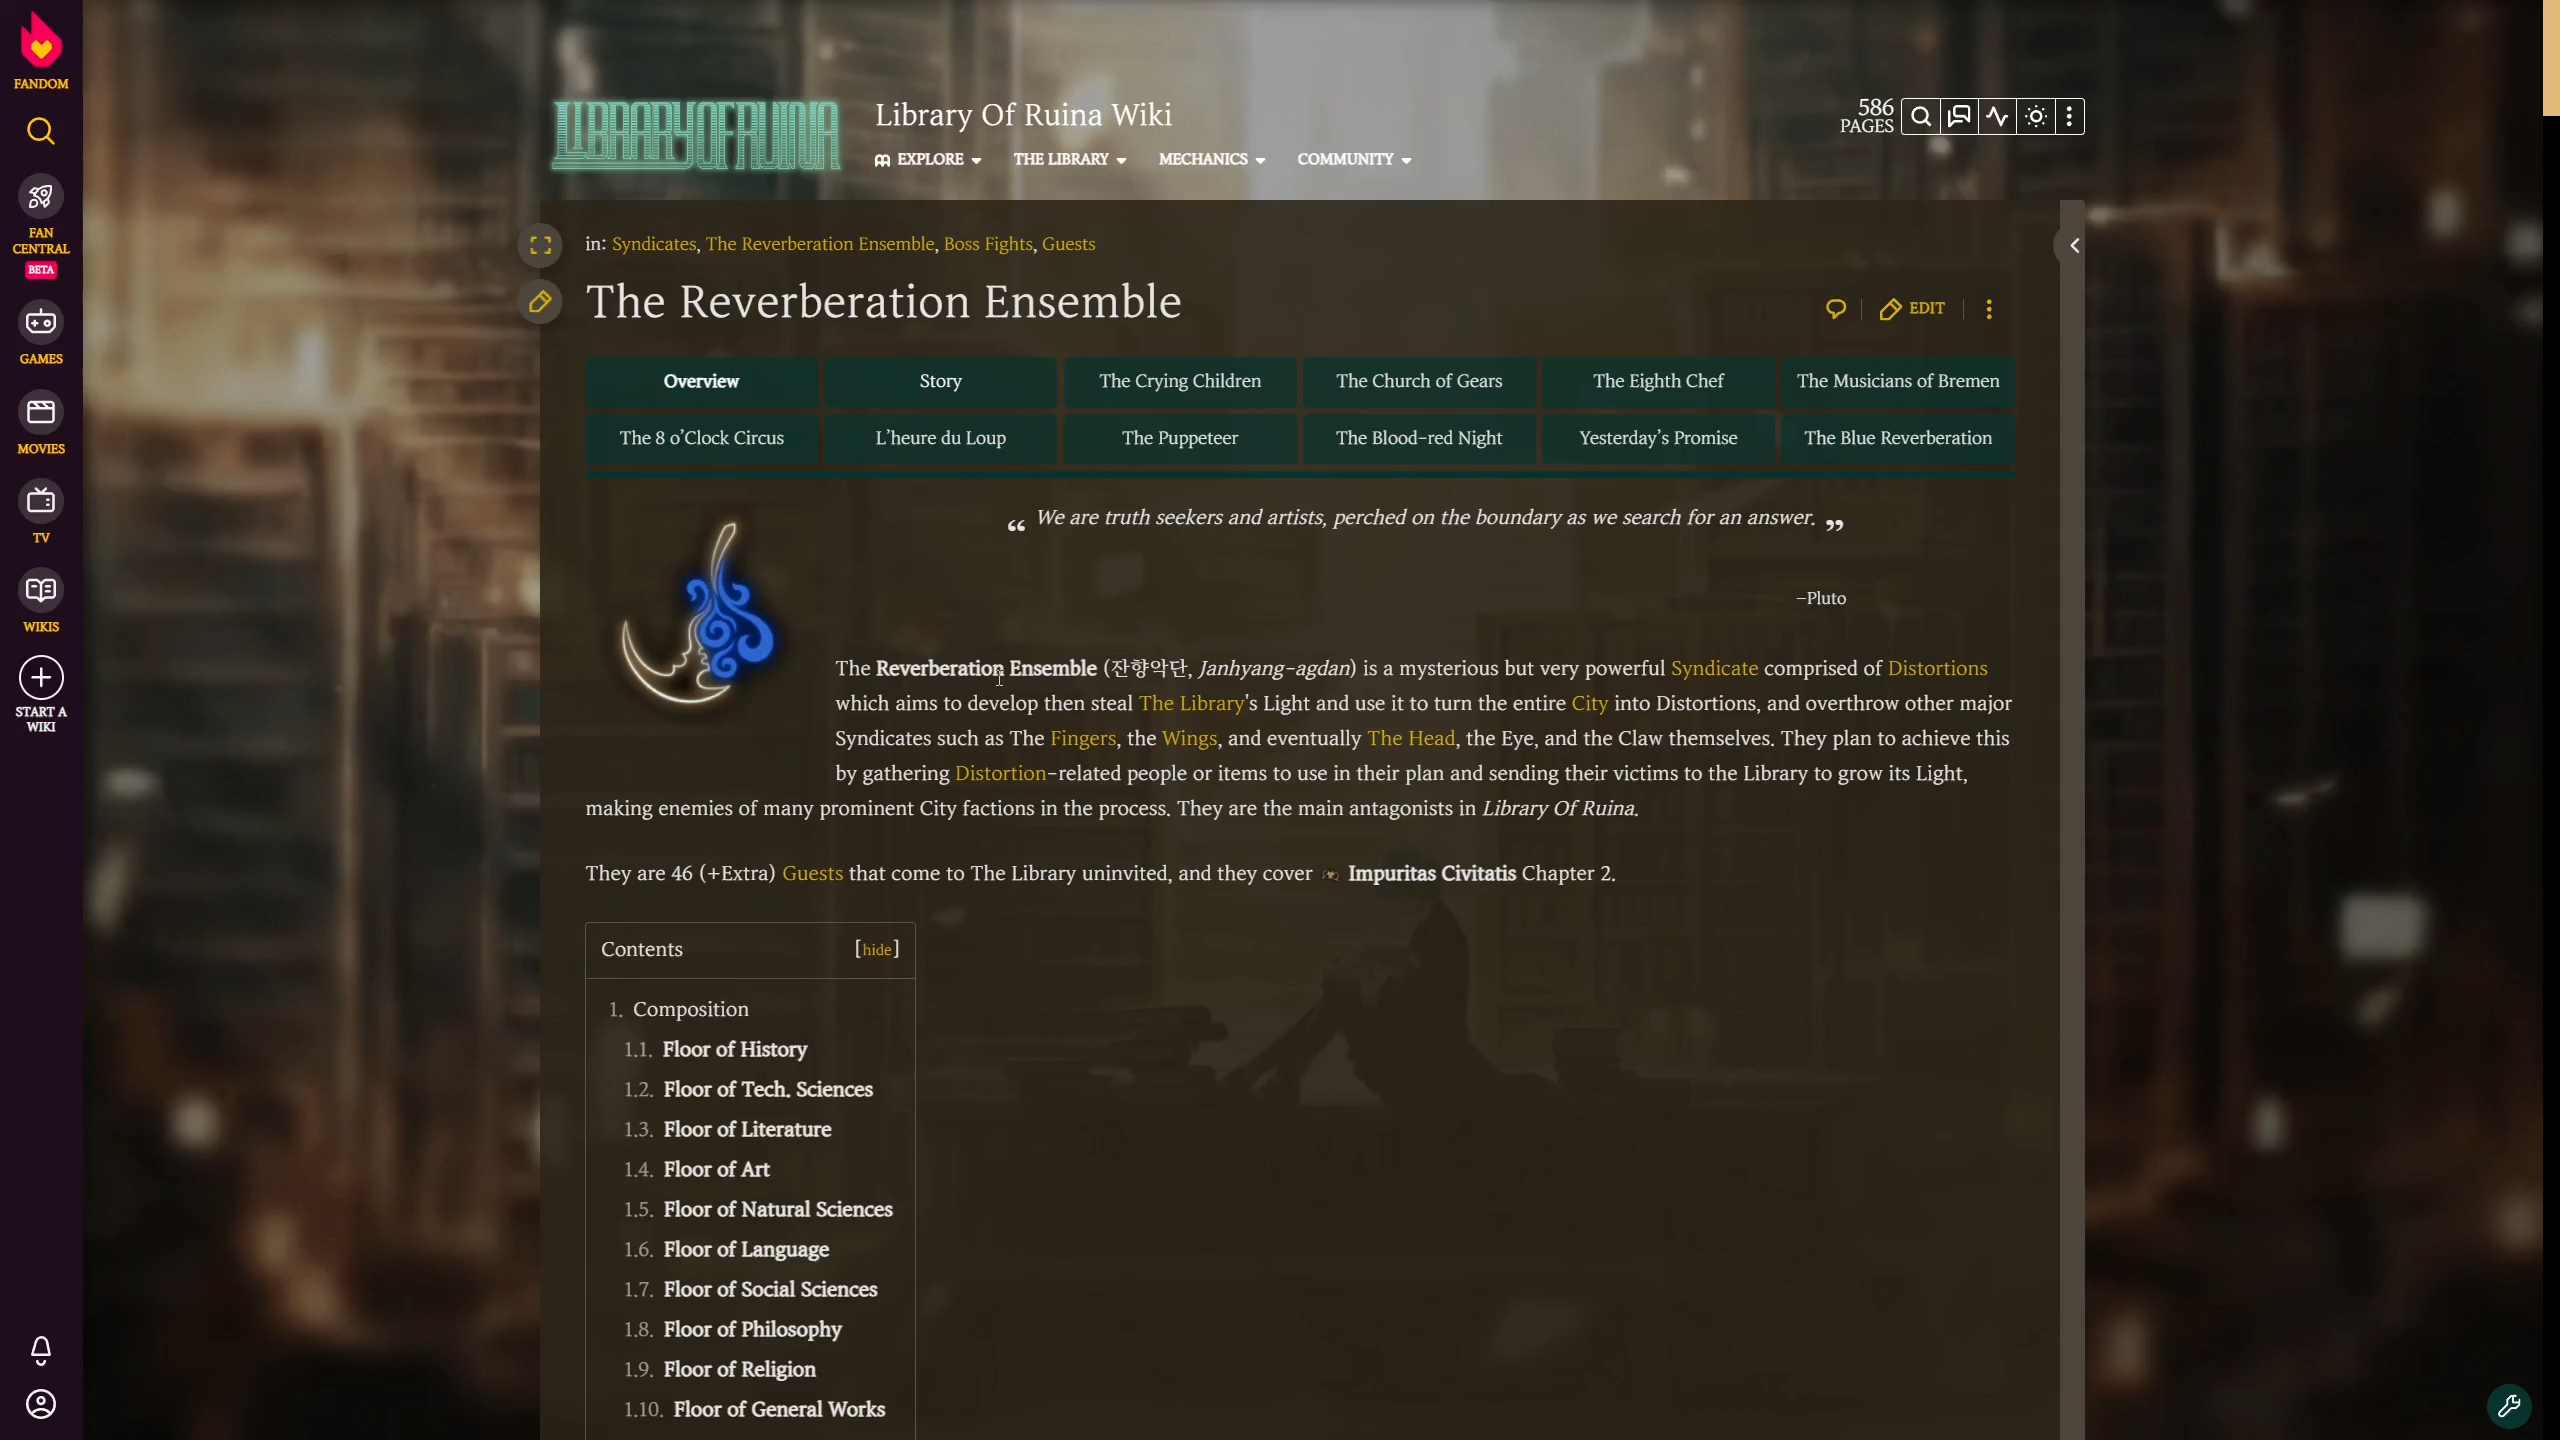 FANDOM
FAN CENTRAL
BETA
GAMES
MOVIES
TV
WIKIS
START A WIKI
LIBRARY OF RUINA
Library Of Ruina Wiki
EXPLORE
THE LIBRARY
MECHANICS
COMMUNITY
586 PAGES
in: Syndicates, The Reverberation Ensemble, Boss Fights, Guests
The Reverberation Ensemble
EDIT
Overview
Story
The Crying Children
The Church of Gears
The Eighth Chef
The Musicians of Bremen
The 8 o'Clock Circus
L'heure du Loup
The Puppeteer
The Blood-red Night
Yesterday's Promise
The Blue Reverberation
“ We are truth seekers and artists, perched on the boundary as we search for an answer. ”
–Pluto
The Reverberation Ensemble (잔향악단, Janhyang-agdan) is a mysterious but very powerful Syndicate comprised of Distortions
which aims to develop then steal The Library's Light and use it to turn the entire City into Distortions, and overthrow other major
Syndicates such as The Fingers, the Wings, and eventually The Head, the Eye, and the Claw themselves. They plan to achieve this
by gathering Distortion-related people or items to use in their plan and sending their victims to the Library to grow its Light,
making enemies of many prominent City factions in the process. They are the main antagonists in Library Of Ruina.
They are 46 (+Extra) Guests that come to The Library uninvited, and they cover Impuritas Civitatis Chapter 2.
Contents [hide]
1. Composition
1.1. Floor of History
1.2. Floor of Tech. Sciences
1.3. Floor of Literature
1.4. Floor of Art
1.5. Floor of Natural Sciences
1.6. Floor of Language
1.7. Floor of Social Sciences
1.8. Floor of Philosophy
1.9. Floor of Religion
1.10. Floor of General Works